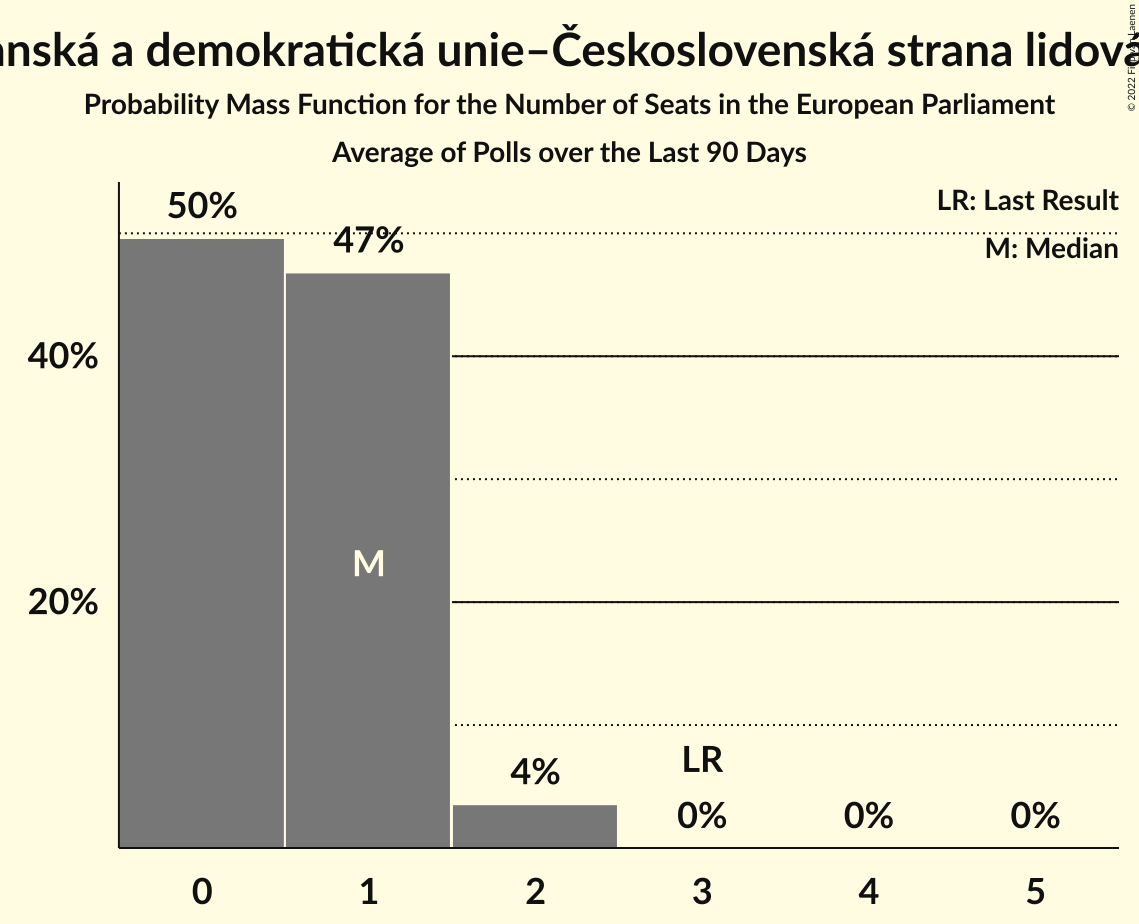 a demokratická unie–Československá strana
Probability Mass Function for the Number of Seats in the European Parliament
Average of Polls over the Last 90 Days
© 2022 Laenen
LR: Last Result
M: Median
50%
47%
40%
M
20%
4%
LR
0%
0%
0%
0
1
2
3
4
5